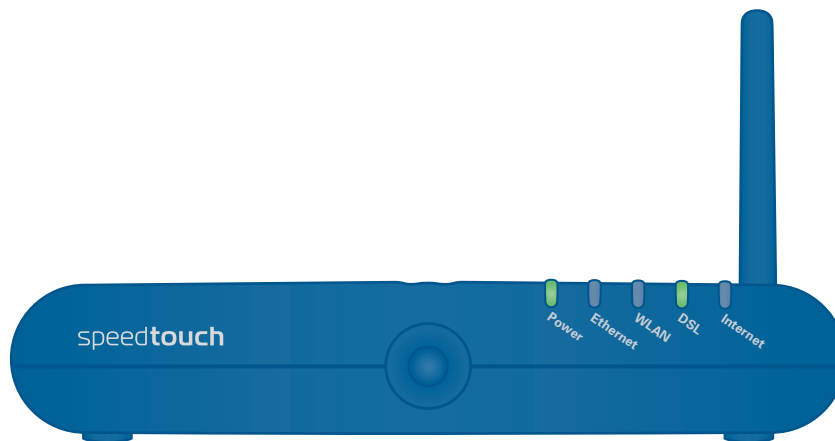 speedtouch
Power
Ethernet
WLAN
DSL
Internet